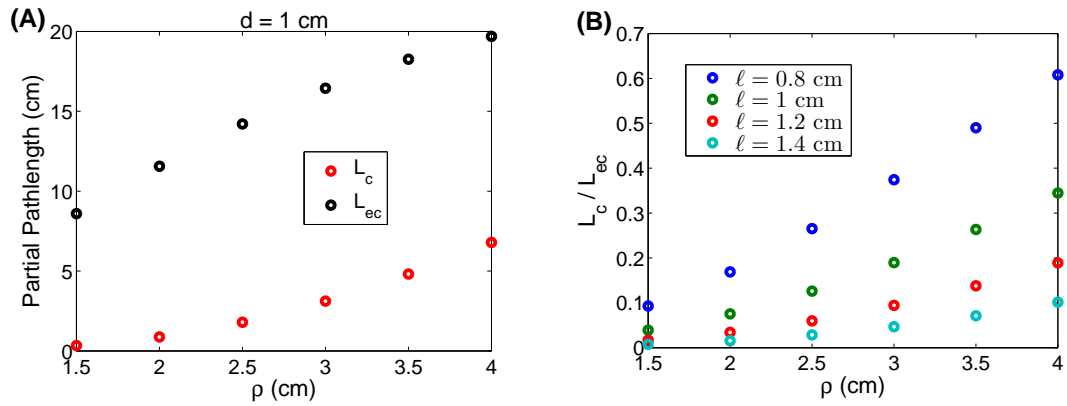 (A)
d = 1 cm
Partial Pathlength (cm)
20
15
10
5
0
L_c
L_ec
1.5 2 2.5 3 3.5 4
ρ (cm)
(B)
L_c / L_ec
0.7
0.6
0.5
0.4
0.3
0.2
0.1
0
ℓ = 0.8 cm
ℓ = 1 cm
ℓ = 1.2 cm
ℓ = 1.4 cm
1.5 2 2.5 3 3.5 4
ρ (cm)